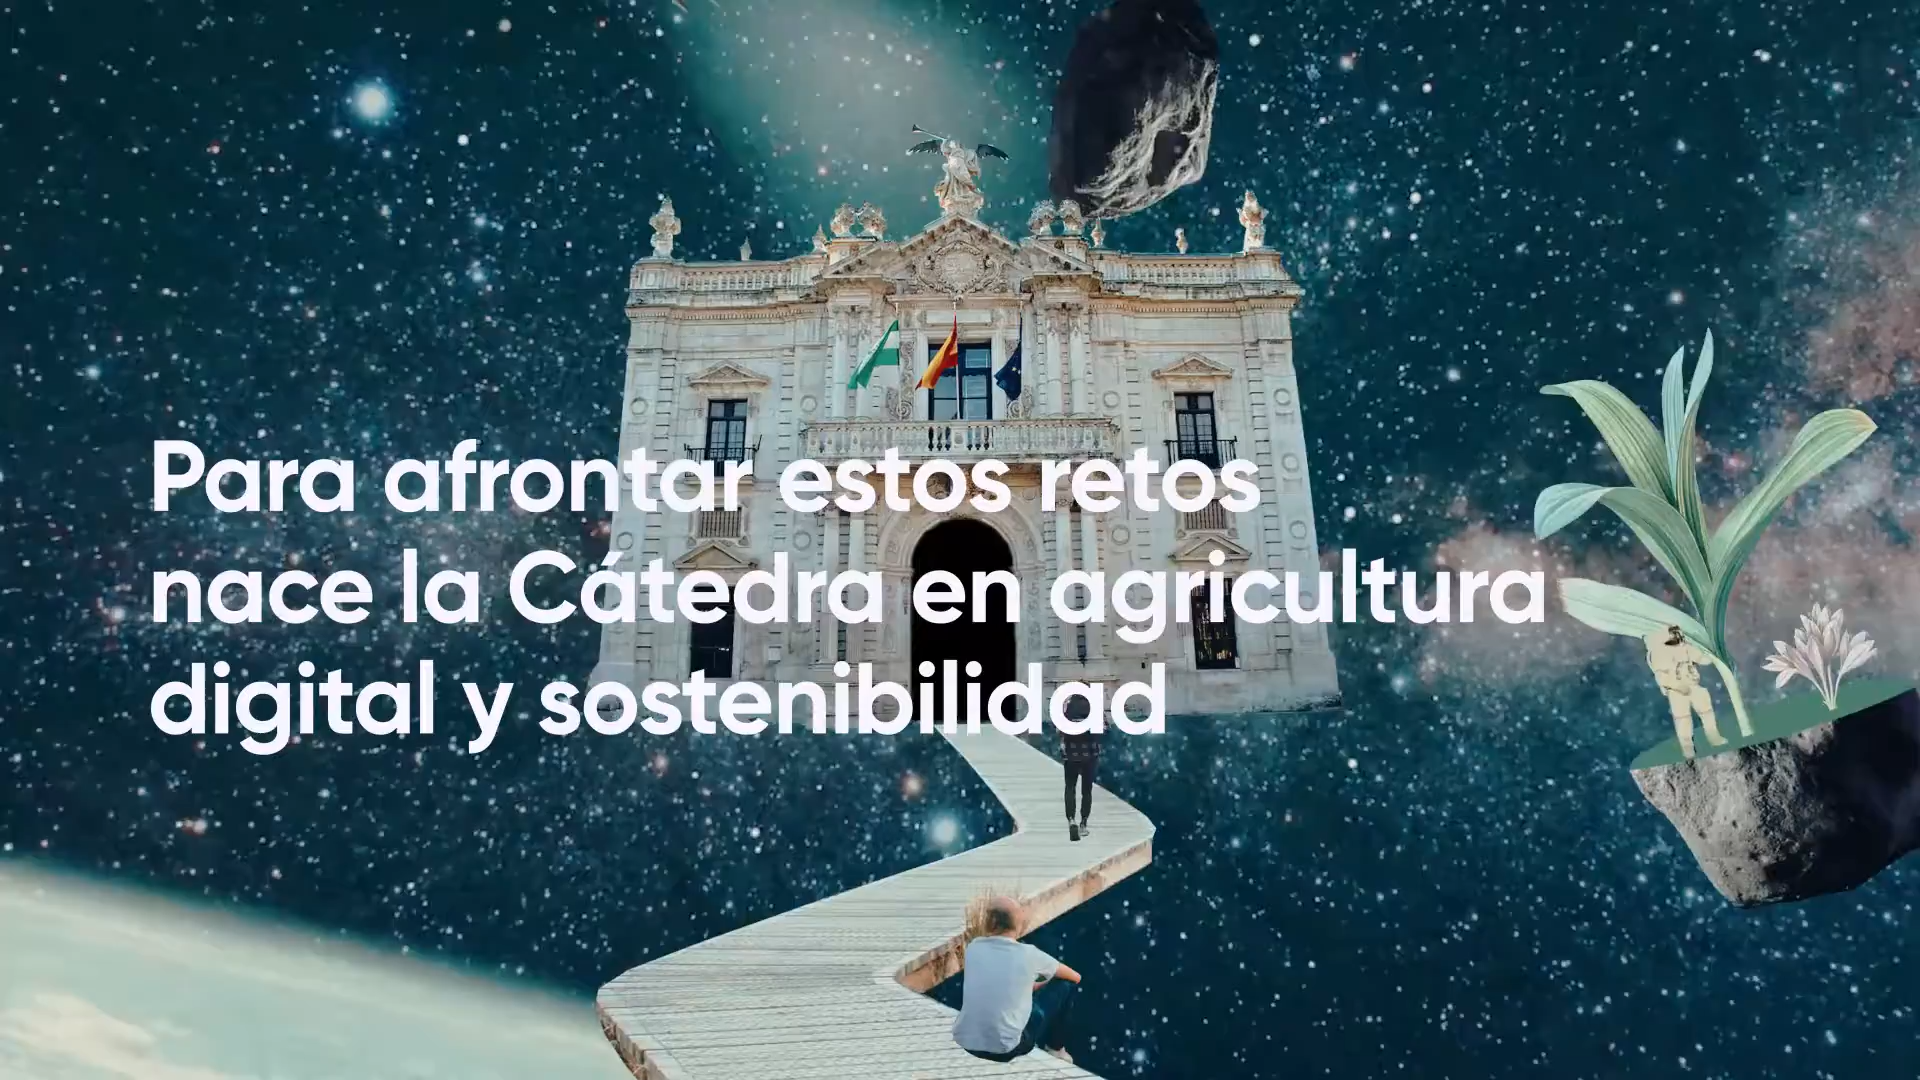 Para afrontar estos retos
nace la Cátedra en agricultura
digital y sostenibilidad